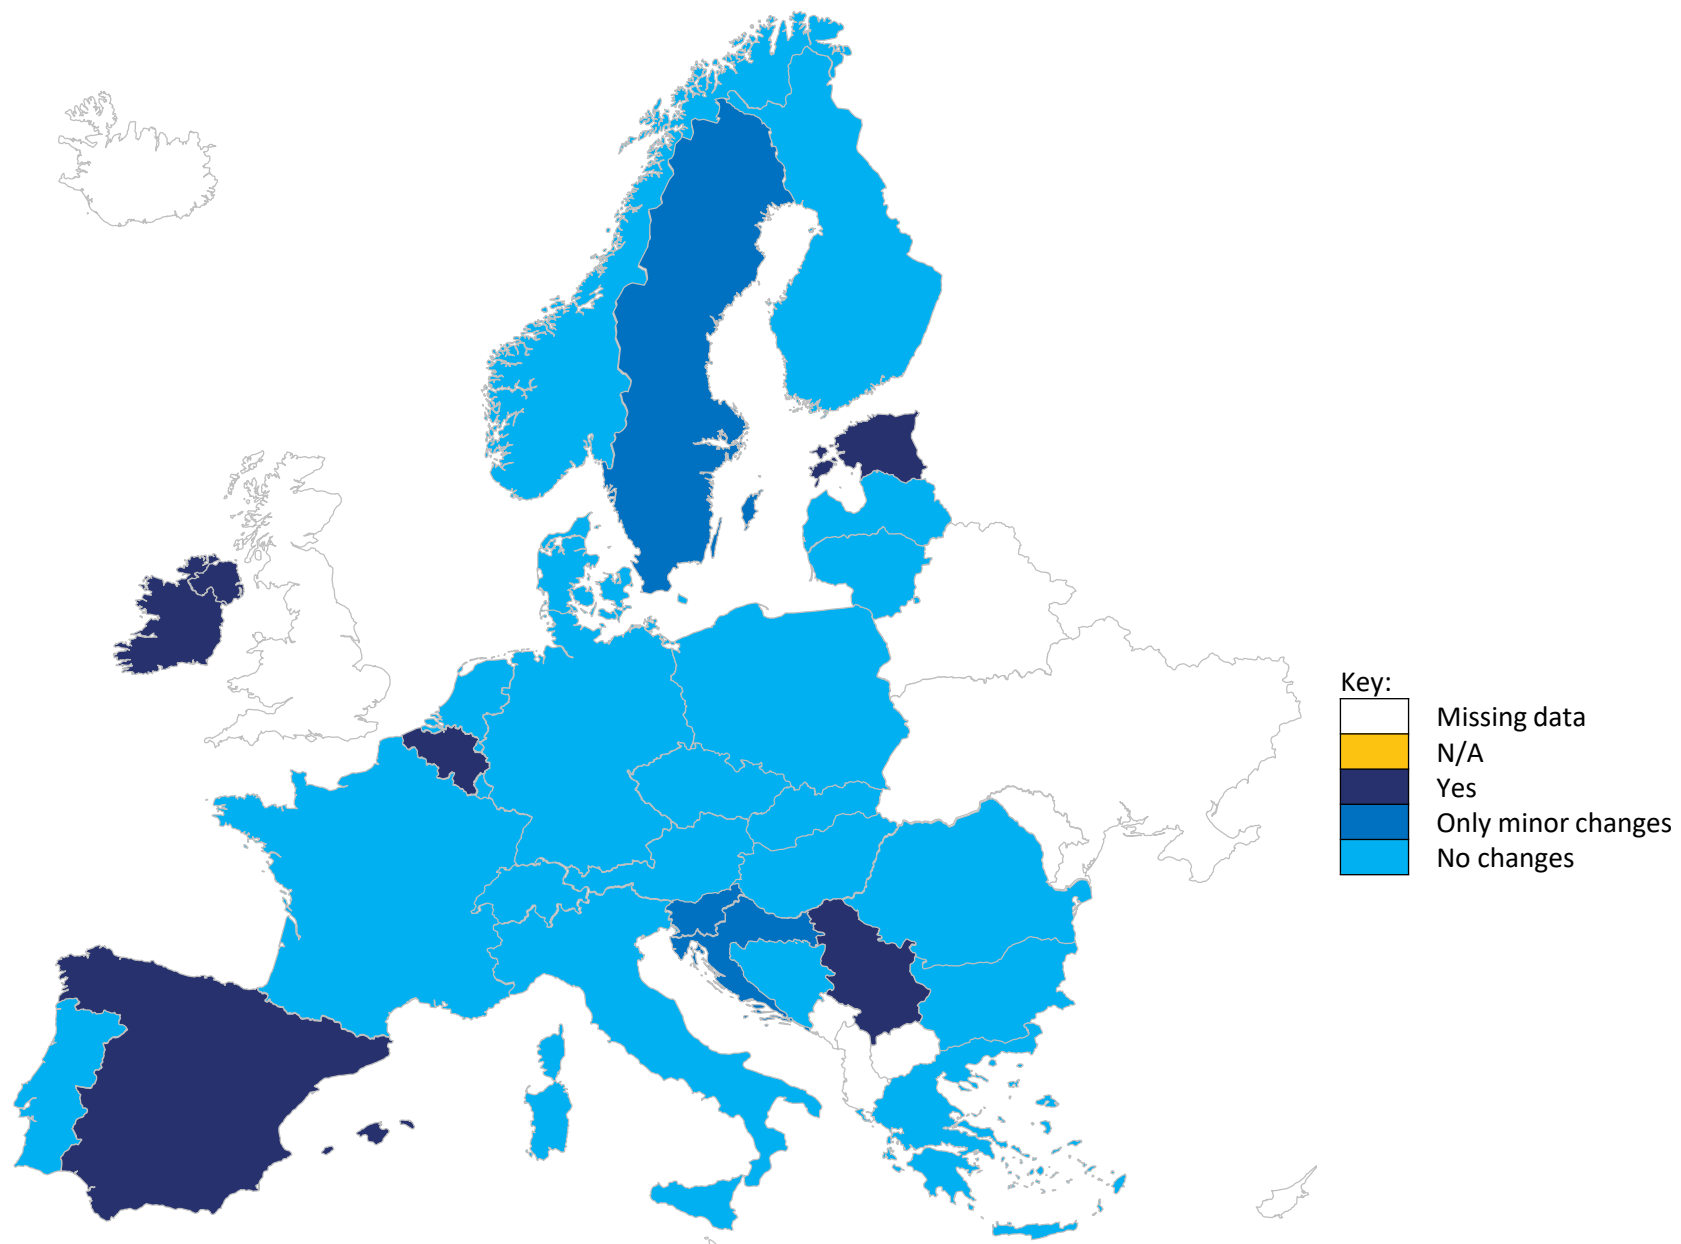 Key:
Missing data
N/A
Yes
Only minor changes
No changes